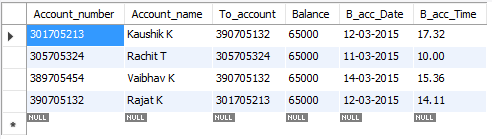 Account_number Account_name To_account Balance B_acc_Date B_acc_Time
301705213 Kaushik K 390705132 65000 12-03-2015 17.32
305705324 Rachit T 305705324 65000 11-03-2015 10.00
389705454 Vaibhav K 390705132 65000 14-03-2015 15.36
390705132 Rajat K 301705213 65000 12-03-2015 14.11
NULL NULL NULL NULL NULL NULL